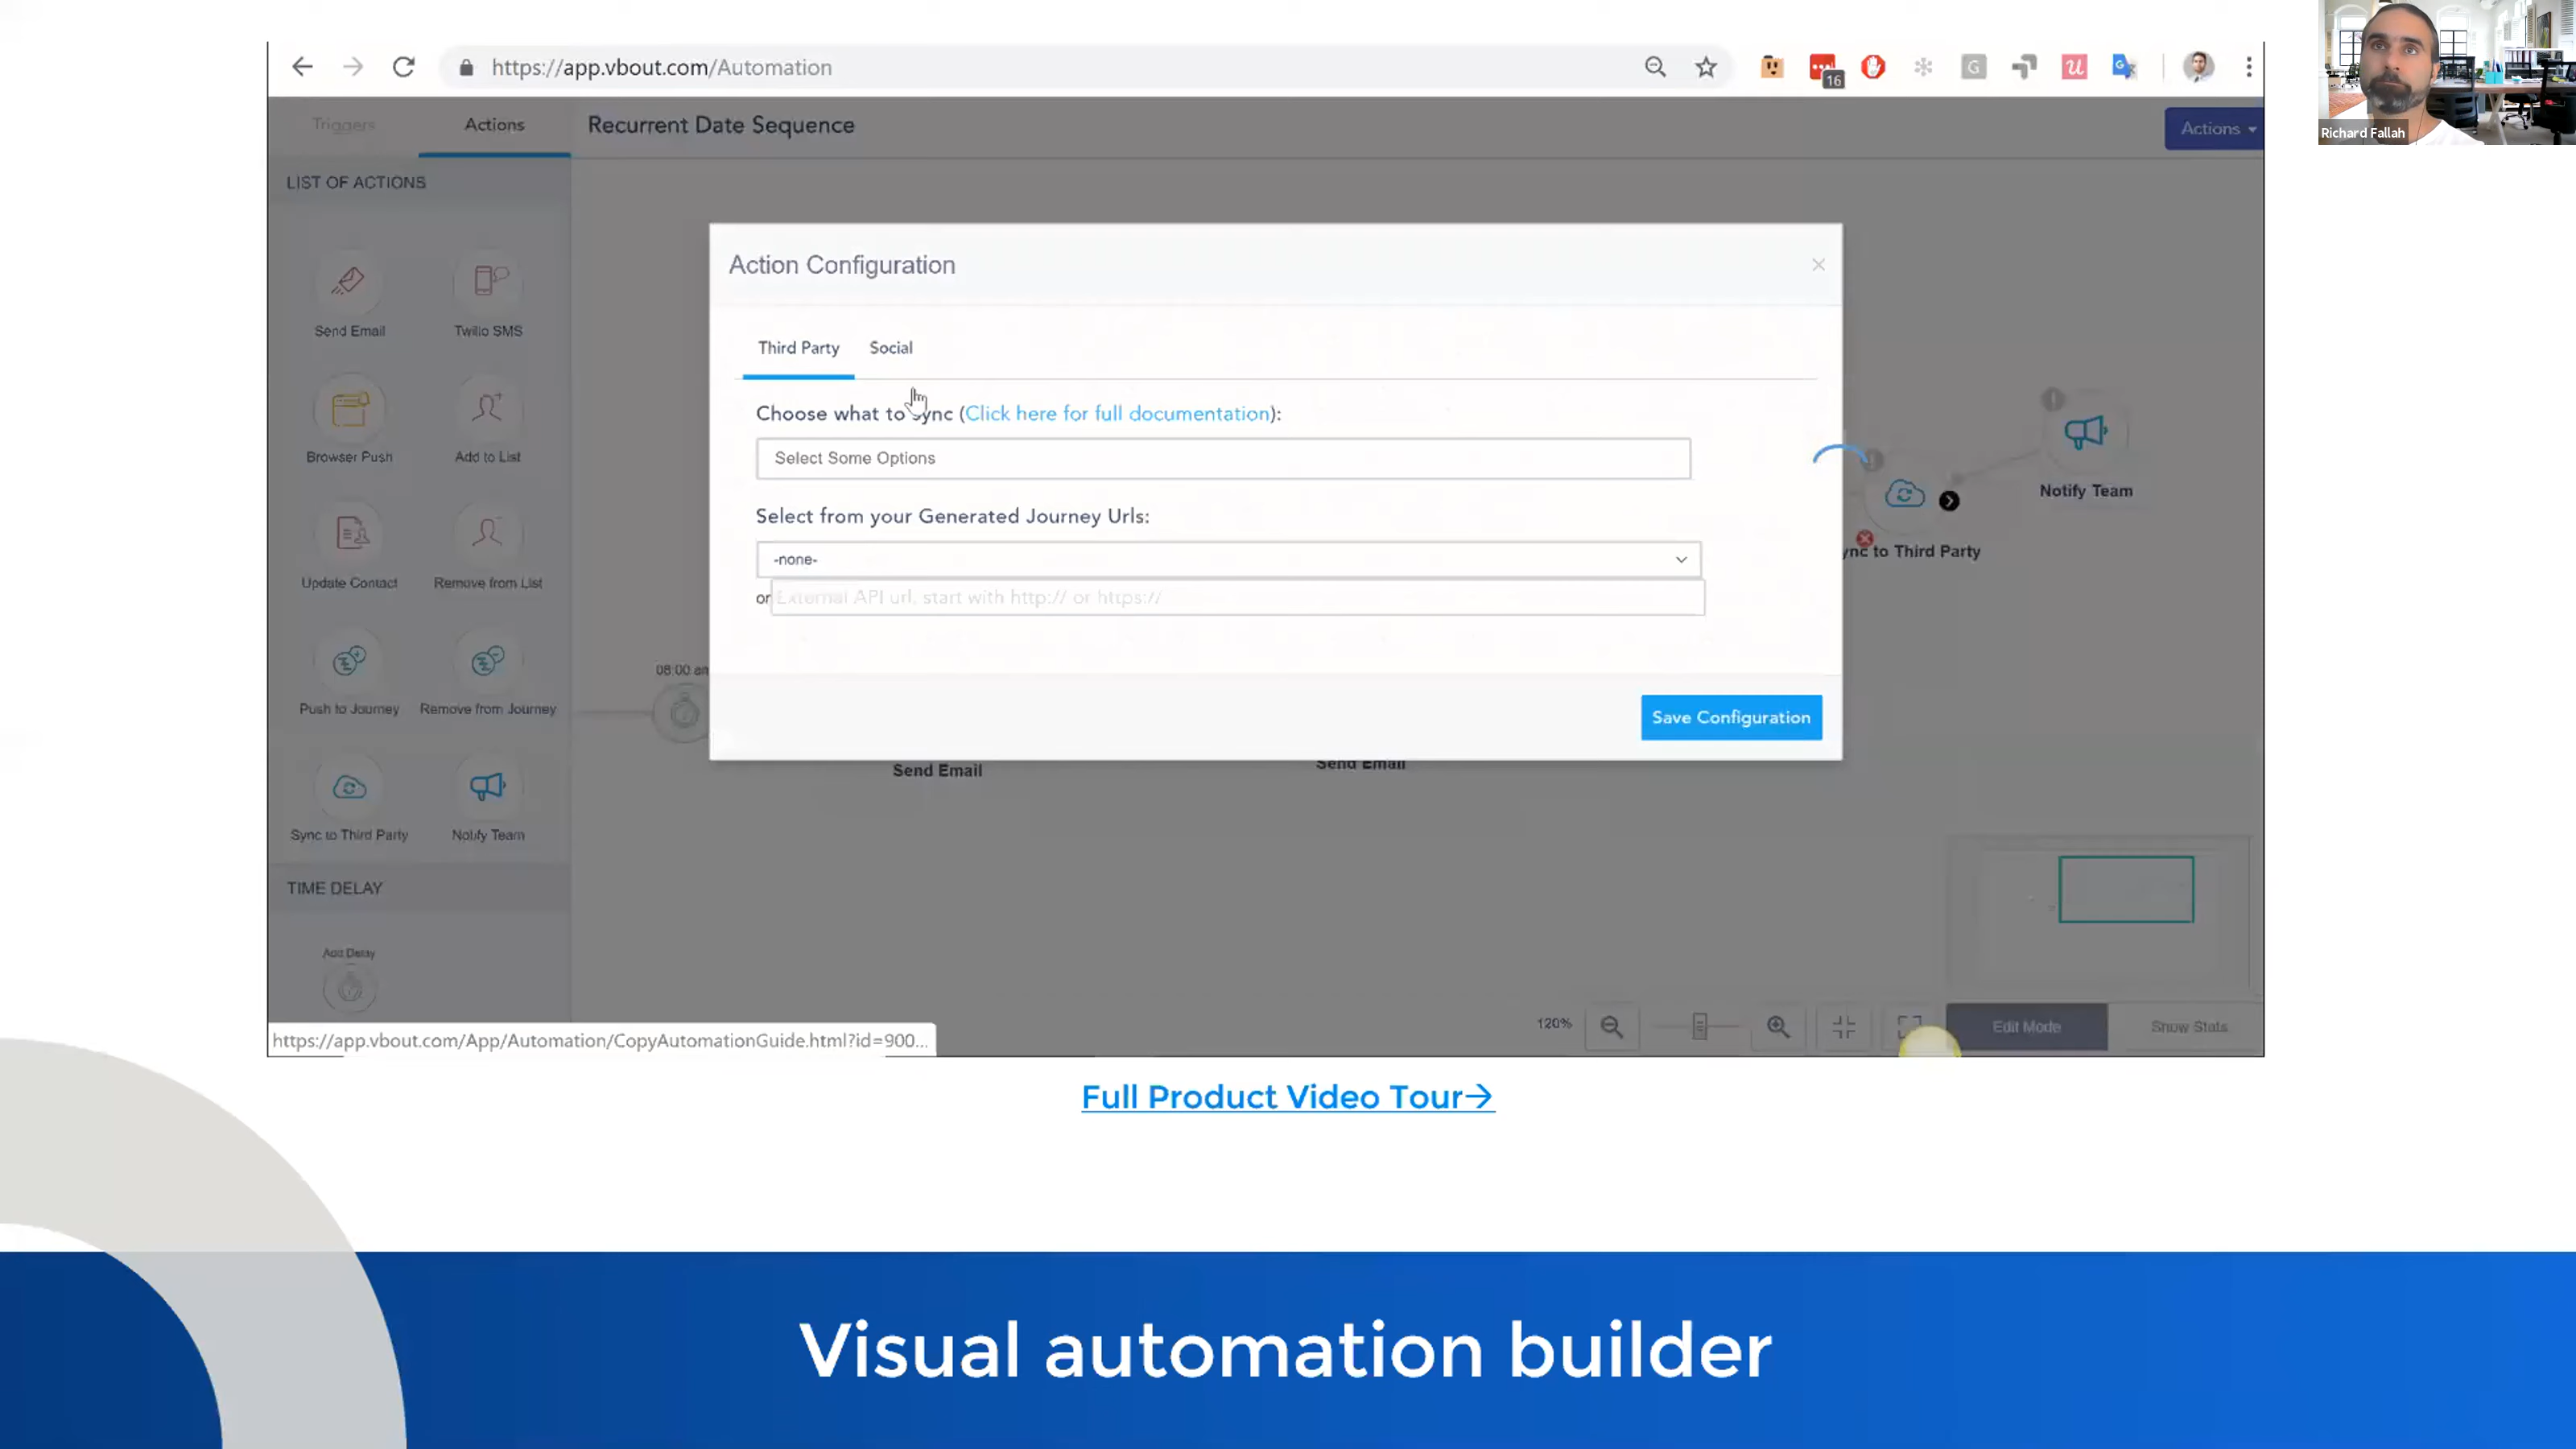 https://app.vbout.com/Automation
16
Richard Fallah
Triggers
Actions
Recurrent Date Sequence
Actions
LIST OF ACTIONS
Send Email
Twilio SMS
Browser Push
Add to List
Update Contact
Remove from List
Push to Journey
Remove from Journey
Sync to Third Party
Notify Team
TIME DELAY
Add Delay
Action Configuration
Third Party
Social
Choose what to sync (Click here for full documentation):
Select Some Options
Select from your Generated Journey Urls:
-none-
or External API url, start with http:// or https://
Save Configuration
08:00 am
Send Email
Send Email
to Third Party
Notify Team
120%
Edit Mode
Show Stats
https://app.vbout.com/App/Automation/CopyAutomationGuide.html?id=900...
Full Product Video Tour→
Visual automation builder